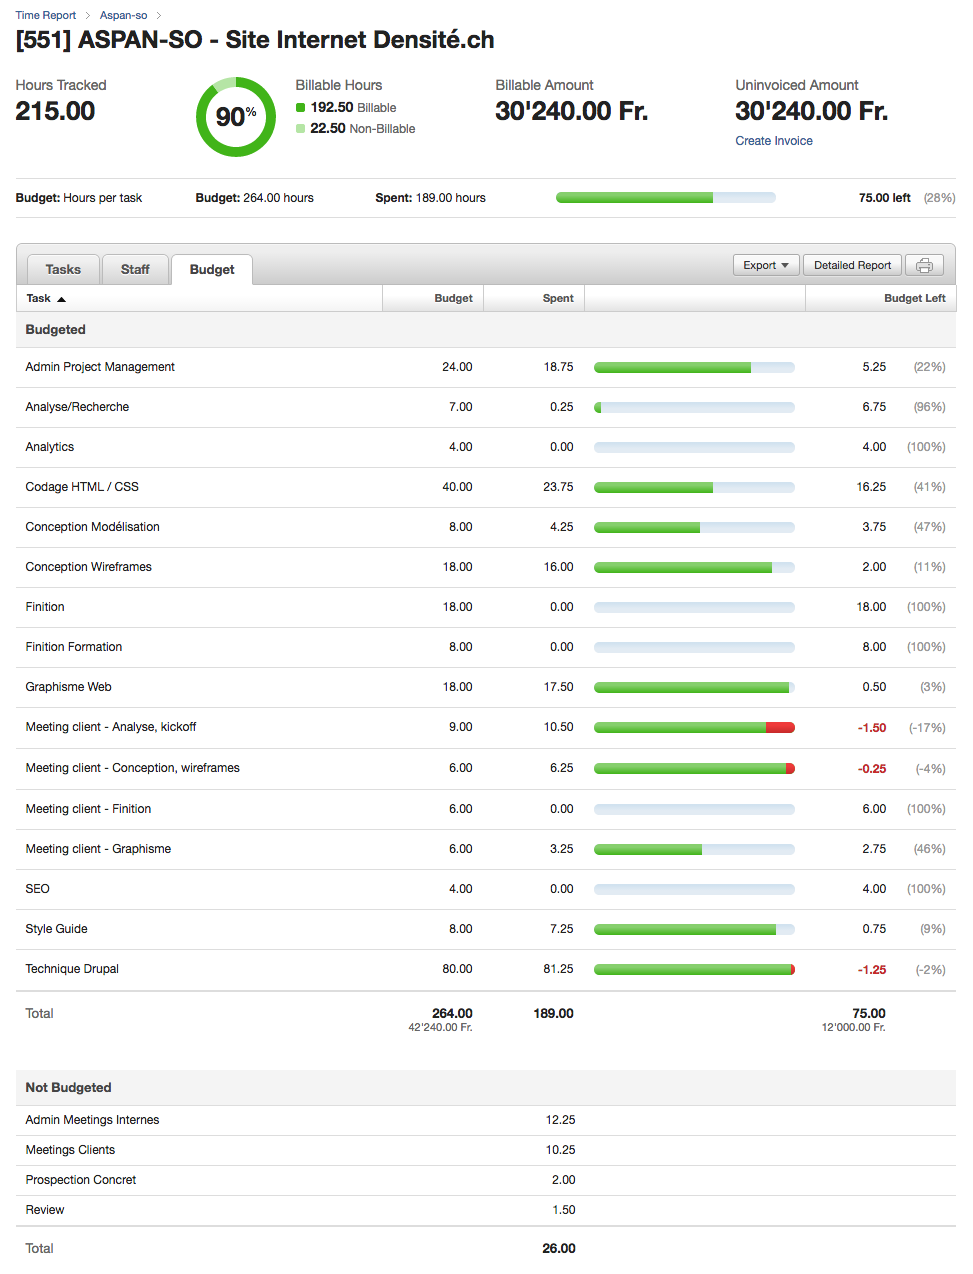 Time Report > Aspan-so >
[551] ASPAN-SO - Site Internet Densité.ch
Hours Tracked
215.00
90%
Billable Hours
192.50 Billable
22.50 Non-Billable
Billable Amount
30'240.00 Fr.
Uninvoiced Amount
30'240.00 Fr.
Create Invoice
Budget: Hours per task Budget: 264.00 hours Spent: 189.00 hours 75.00 left (28%)
Tasks Staff Budget Export Detailed Report
Task Budget Spent Budget Left
Budgeted
Admin Project Management 24.00 18.75 5.25 (22%)
Analyse/Recherche 7.00 0.25 6.75 (96%)
Analytics 4.00 0.00 4.00 (100%)
Codage HTML / CSS 40.00 23.75 16.25 (41%)
Conception Modélisation 8.00 4.25 3.75 (47%)
Conception Wireframes 18.00 16.00 2.00 (11%)
Finition 18.00 0.00 18.00 (100%)
Finition Formation 8.00 0.00 8.00 (100%)
Graphisme Web 18.00 17.50 0.50 (3%)
Meeting client - Analyse, kickoff 9.00 10.50 -1.50 (-17%)
Meeting client - Conception, wireframes 6.00 6.25 -0.25 (-4%)
Meeting client - Finition 6.00 0.00 6.00 (100%)
Meeting client - Graphisme 6.00 3.25 2.75 (46%)
SEO 4.00 0.00 4.00 (100%)
Style Guide 8.00 7.25 0.75 (9%)
Technique Drupal 80.00 81.25 -1.25 (-2%)
Total 264.00 189.00 75.00
42'240.00 Fr. 12'000.00 Fr.
Not Budgeted
Admin Meetings Internes 12.25
Meetings Clients 10.25
Prospection Concret 2.00
Review 1.50
Total 26.00